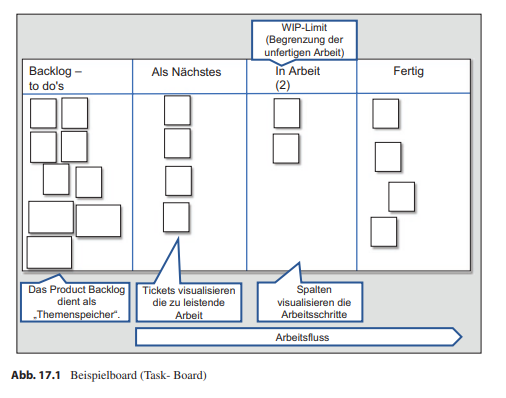 WIP-Limit
(Begrenzung der
unfertigen Arbeit)
Backlog –
to do's
Als Nächstes
In Arbeit
(2)
Fertig
Das Product Backlog
dient als
„Themenspeicher“.
Tickets visualisieren
die zu leistende
Arbeit
Spalten
visualisieren die
Arbeitsschritte
Arbeitsfluss
Abb. 17.1 Beispielboard (Task- Board)